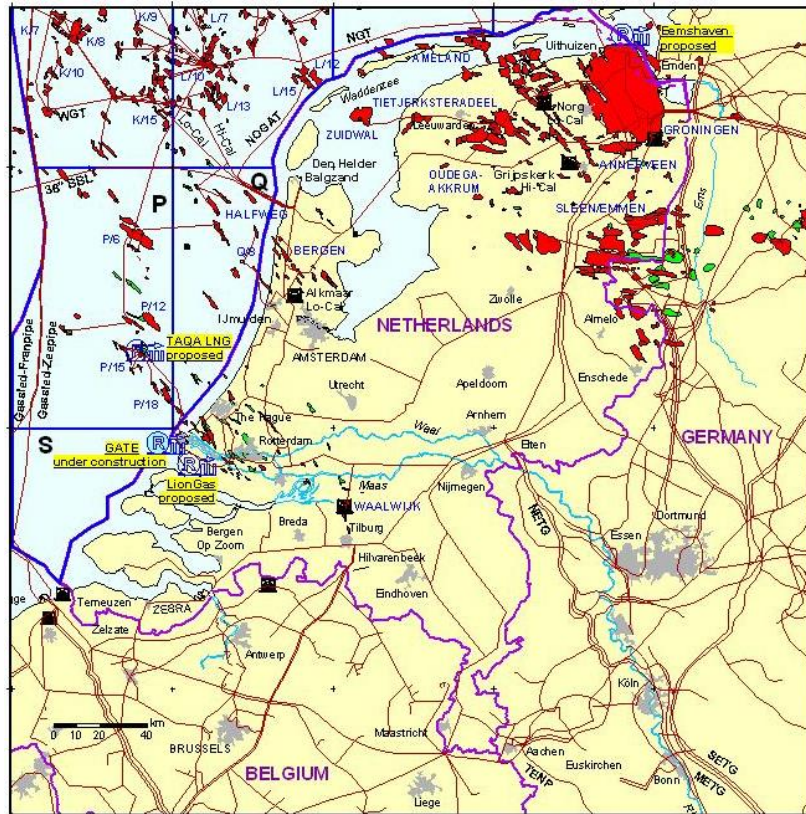 K/7
K/9
K/8
L/7
NGT
Uithuizen
Eemshaven
proposed
K/10
L/10
L/12
AMELAND
Emden
WGT
L/13
L/15
Waddenzee
TIETJERKSTERADEEL
Norg
Lo-Cal
K/15
Lo-Cal
Hi-Cal
NOGAT
ZUIDWAL
Leeuwarden
GRONINGEN
Den Helder
Balgzand
OUDEGA-
AKKRUM
Grijpskerk
Hi-Cal
ANNERVEEN
36" SBL
P
Q
HALFWEG
SLEEN/EMMEN
Ems
P/6
Q/8
BERGEN
P/12
Alkmaar
Lo-Cal
Zwolle
Almelo
IJmuiden
NETHERLANDS
Gassled-Franpipe
Gassled-Zeepipe
TAQA LNG
proposed
AMSTERDAM
P/15
Utrecht
Apeldoorn
Enschede
P/18
Arnhem
The Hague
Waal
S
GATE
under construction
Rotterdam
Elten
GERMANY
LionGas
proposed
Maas
Nijmegen
WAALWIJK
Dortmund
Bergen
Op Zoom
Breda
Tilburg
NETG
Essen
Hilvarenbeek
Terneuzen
ZEBRA
Eindhoven
Zelzate
Antwerp
Köln
0 20 40
km
Maastricht
BRUSSELS
Aachen
SETG
BELGIUM
TENP
Euskirchen
METG
Bonn
Liege